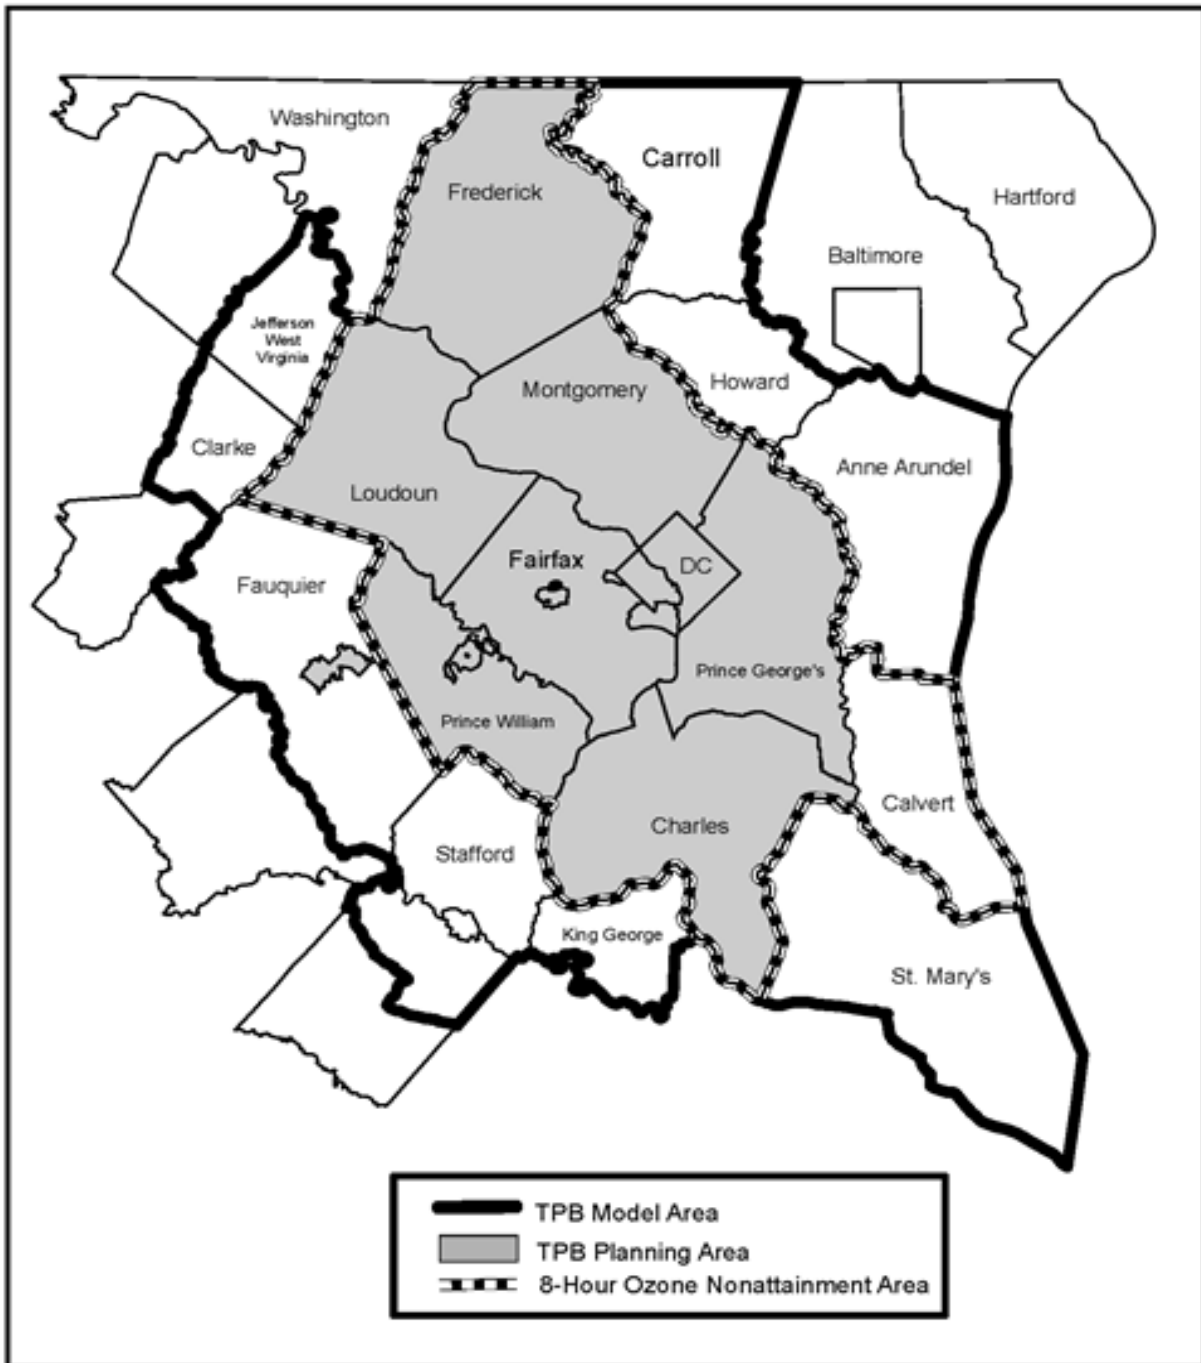 Washington
Carroll
Frederick
Hartford
Baltimore
Jefferson
West
Virginia
Montgomery
Howard
Clarke
Anne Arundel
Loudoun
Fairfax
DC
Fauquier
Prince George's
Prince William
Calvert
Charles
Stafford
King George
St. Mary's
TPB Model Area
TPB Planning Area
8-Hour Ozone Nonattainment Area